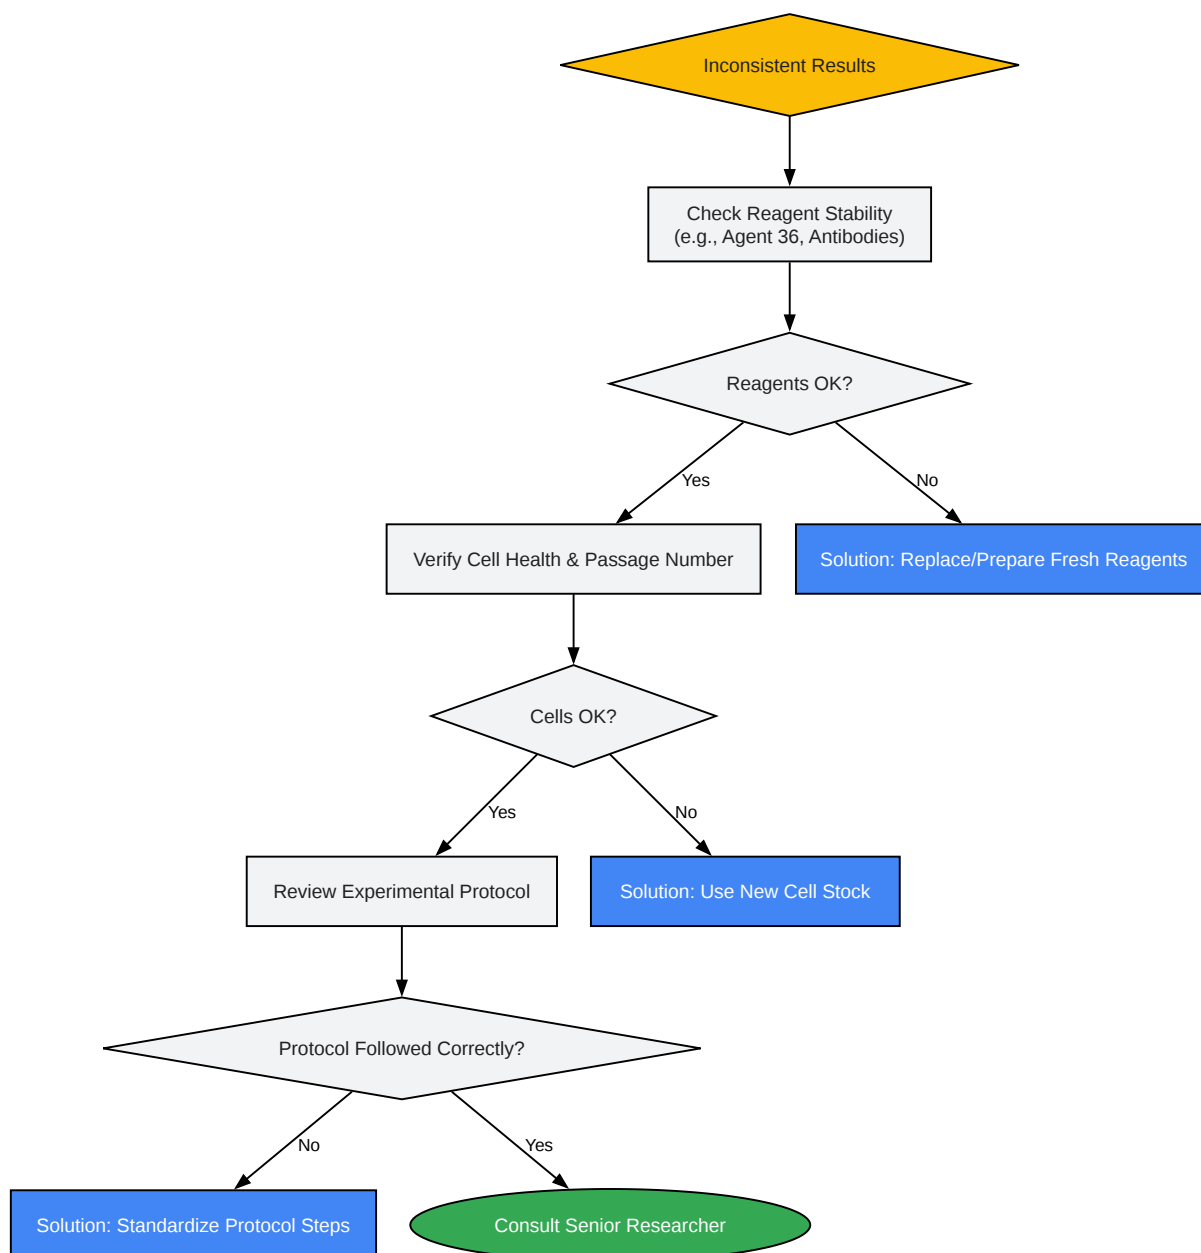 Inconsistent Results
Check Reagent Stability
(e.g., Agent 36, Antibodies)
Reagents OK?
Yes
No
Verify Cell Health & Passage Number
Solution: Replace/Prepare Fresh Reagents
Cells OK?
Yes
No
Review Experimental Protocol
Solution: Use New Cell Stock
Protocol Followed Correctly?
No
Yes
Solution: Standardize Protocol Steps
Consult Senior Researcher